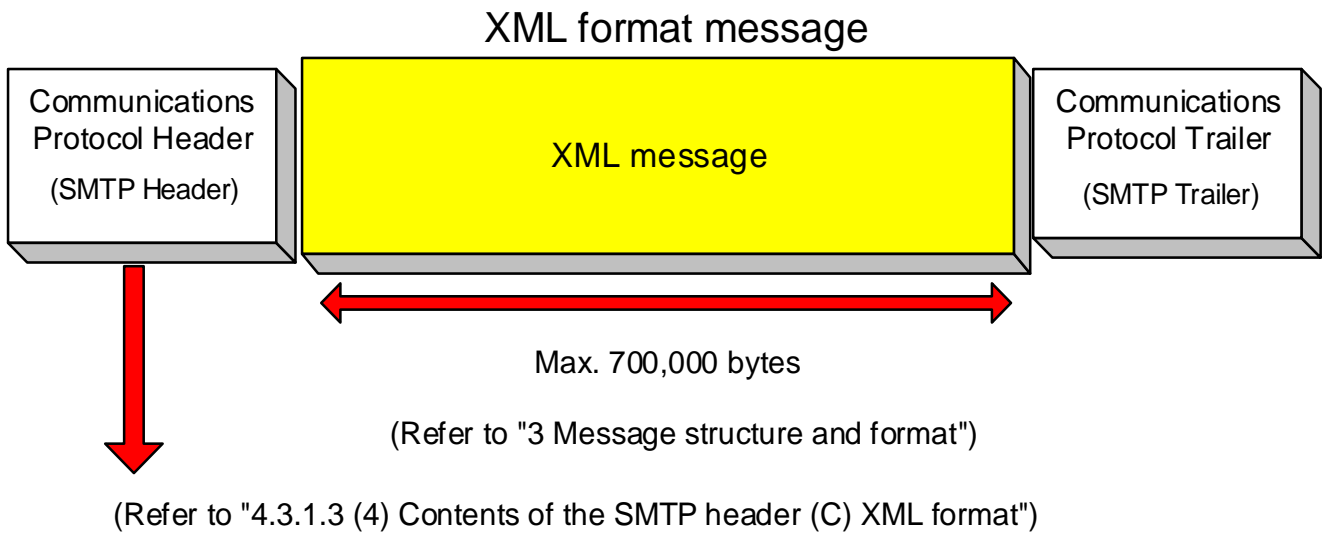 XML format message
Communications
Protocol Header
(SMTP Header)
XML message
Communications
Protocol Trailer
(SMTP Trailer)
Max. 700,000 bytes
(Refer to "3 Message structure and format")
(Refer to "4.3.1.3 (4) Contents of the SMTP header (C) XML format")